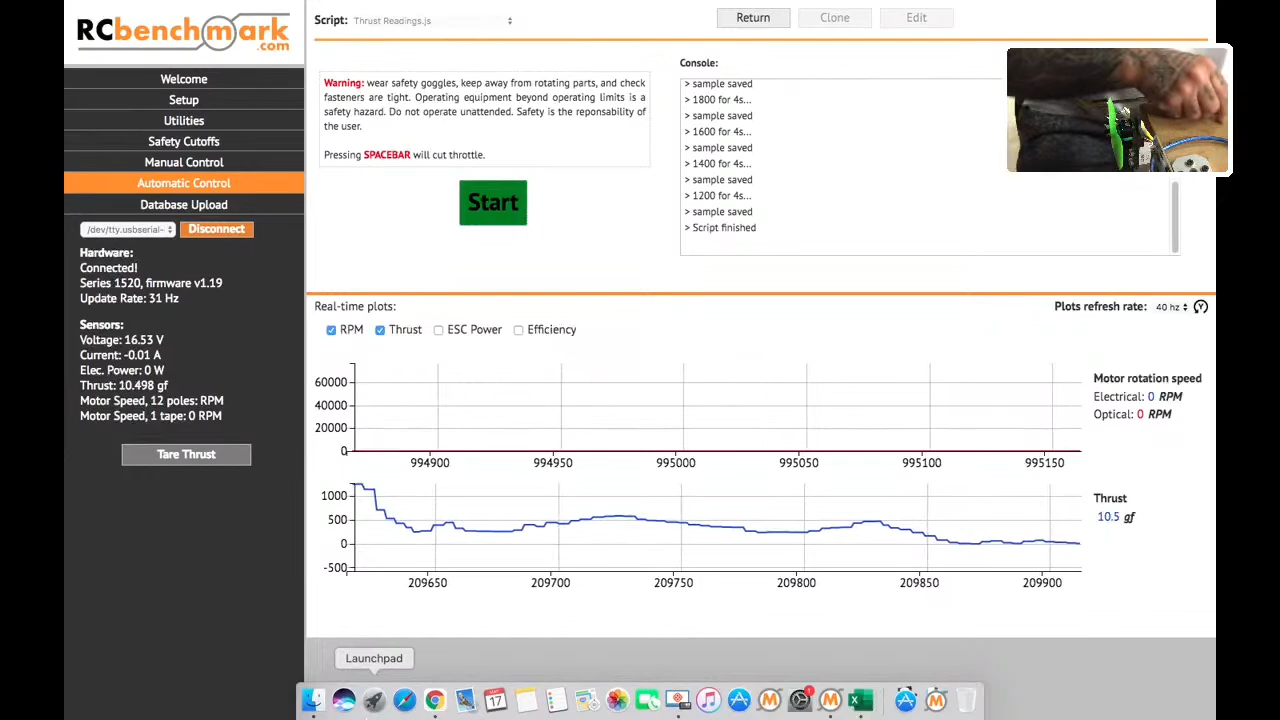 RCbenchmark
.com
Welcome
Setup
Utilities
Safety Cutoffs
Manual Control
Automatic Control
Database Upload
/dev/tty.usbserial-
Disconnect
Hardware:
Connected!
Series 1520, firmware v1.19
Update Rate: 31 Hz
Sensors:
Voltage: 16.53 V
Current: -0.01 A
Elec. Power: 0 W
Thrust: 10.498 gf
Motor Speed, 12 poles: RPM
Motor Speed, 1 tape: 0 RPM
Tare Thrust
Script: Thrust Readings.js
Return
Clone
Edit
Warning: wear safety goggles, keep away from rotating parts, and check
fasteners are tight. Operating equipment beyond operating limits is a
safety hazard. Do not operate unattended. Safety is the reponsability of
the user.
Pressing SPACEBAR will cut throttle.
Start
Console:
> sample saved
> 1800 for 4s...
> sample saved
> 1600 for 4s...
> sample saved
> 1400 for 4s...
> sample saved
> 1200 for 4s...
> sample saved
> Script finished
Real-time plots:
Plots refresh rate: 40 hz
RPM
Thrust
ESC Power
Efficiency
60000
40000
20000
0
994900
994950
995000
995050
995100
995150
Motor rotation speed
Electrical: 0 RPM
Optical: 0 RPM
1000
500
0
-500
209650
209700
209750
209800
209850
209900
Thrust
10.5 gf
Launchpad
17
1